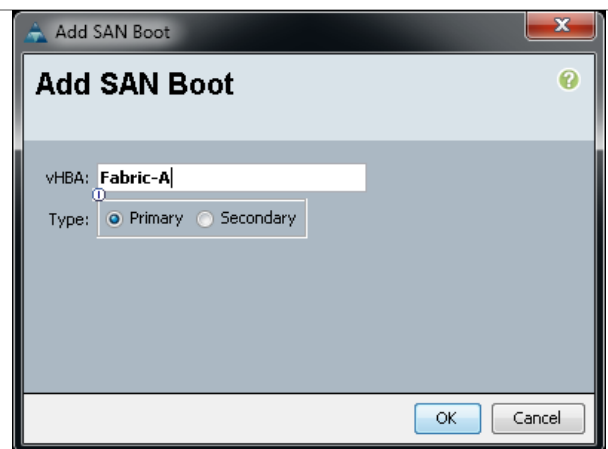 Add SAN Boot
Add SAN Boot
vHBA: Fabric-A
Type: Primary Secondary
OK Cancel